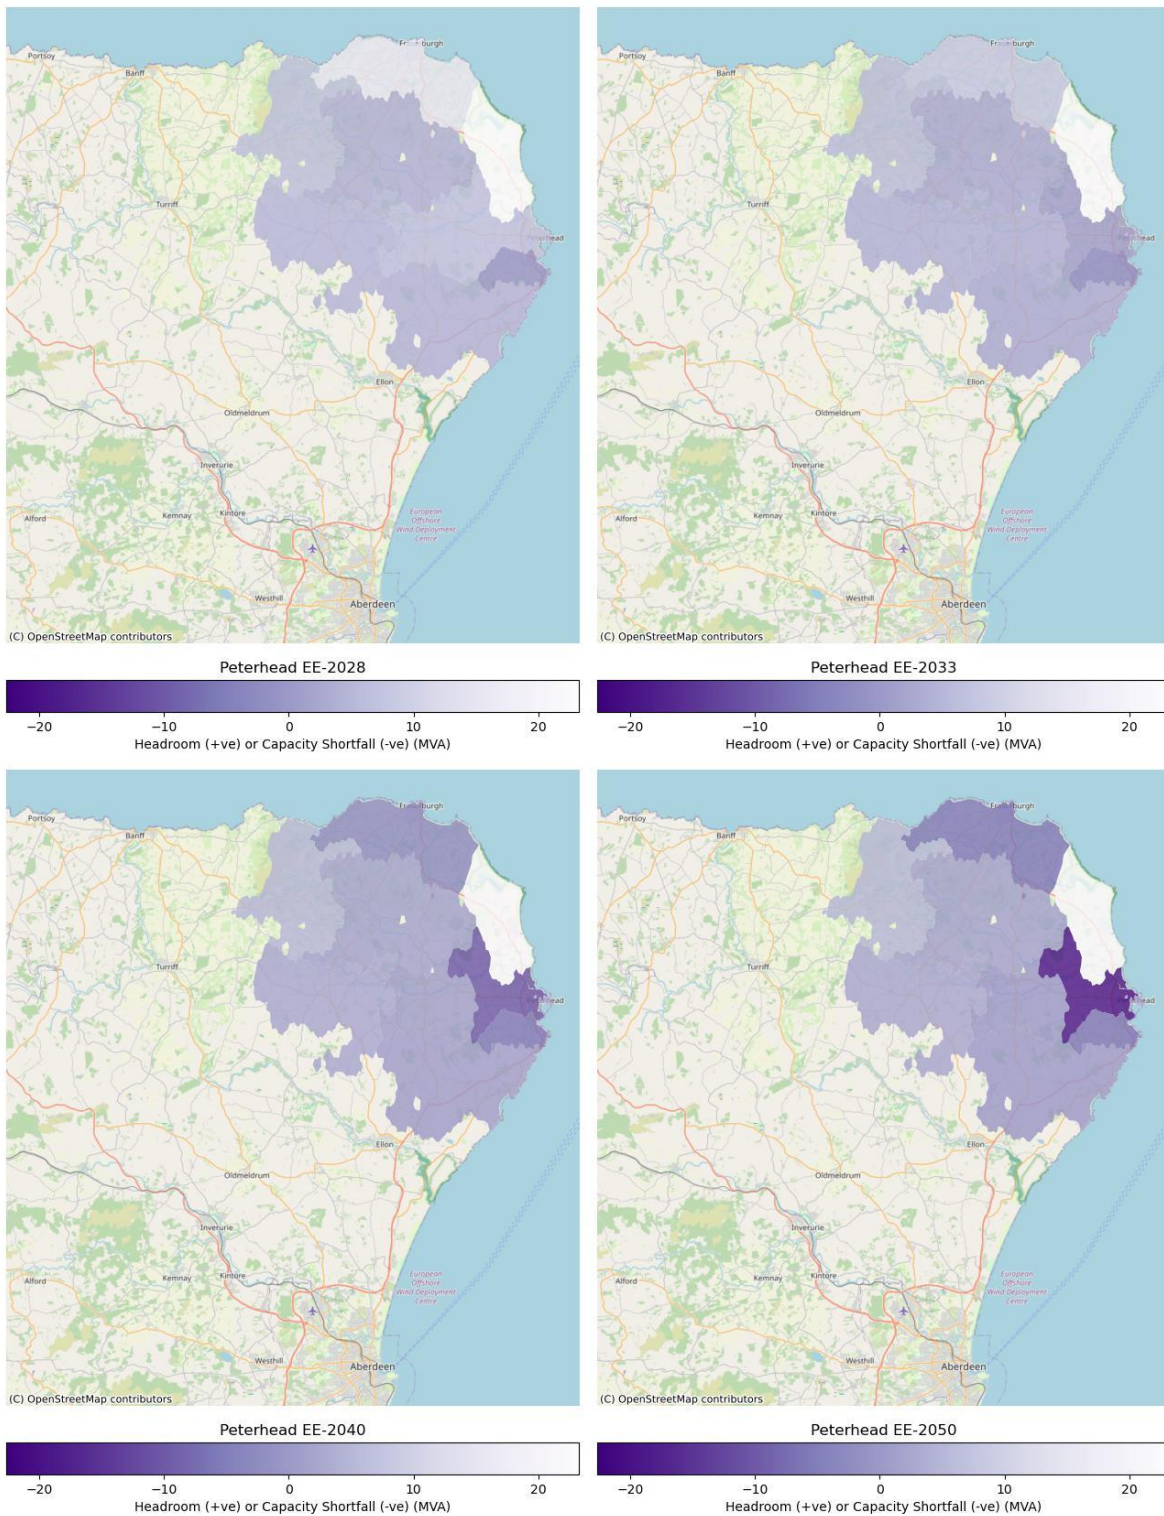 Portsoy
Banff
Fraserburgh
Turriff
Peterhead
Ellon
Oldmeldrum
Inverurie
Alford
Kemnay
Kintore
European
Offshore
Wind Deployment
Centre
Westhill
Aberdeen
(C) OpenStreetMap contributors
Peterhead EE-2028
−20 −10 0 10 20
Headroom (+ve) or Capacity Shortfall (-ve) (MVA)
Portsoy
Banff
Fraserburgh
Turriff
Peterhead
Ellon
Oldmeldrum
Inverurie
Alford
Kemnay
Kintore
European
Offshore
Wind Deployment
Centre
Westhill
Aberdeen
(C) OpenStreetMap contributors
Peterhead EE-2033
−20 −10 0 10 20
Headroom (+ve) or Capacity Shortfall (-ve) (MVA)
Portsoy
Banff
Fraserburgh
Turriff
Peterhead
Ellon
Oldmeldrum
Inverurie
Alford
Kemnay
Kintore
European
Offshore
Wind Deployment
Centre
Westhill
Aberdeen
(C) OpenStreetMap contributors
Peterhead EE-2040
−20 −10 0 10 20
Headroom (+ve) or Capacity Shortfall (-ve) (MVA)
Portsoy
Banff
Fraserburgh
Turriff
Ellon
Oldmeldrum
Inverurie
Alford
Kemnay
Kintore
European
Offshore
Wind Deployment
Centre
Westhill
Aberdeen
(C) OpenStreetMap contributors
Peterhead EE-2050
−20 −10 0 10 20
Headroom (+ve) or Capacity Shortfall (-ve) (MVA)